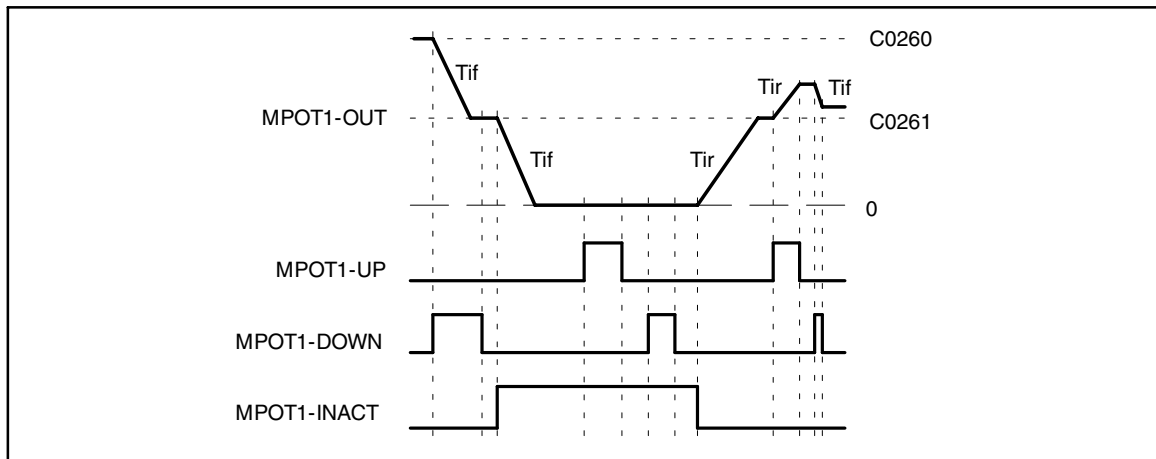 C0260
Tif
Tir
Tif
MPOT1-OUT
C0261
Tif
Tir
0
MPOT1-UP
MPOT1-DOWN
MPOT1-INACT